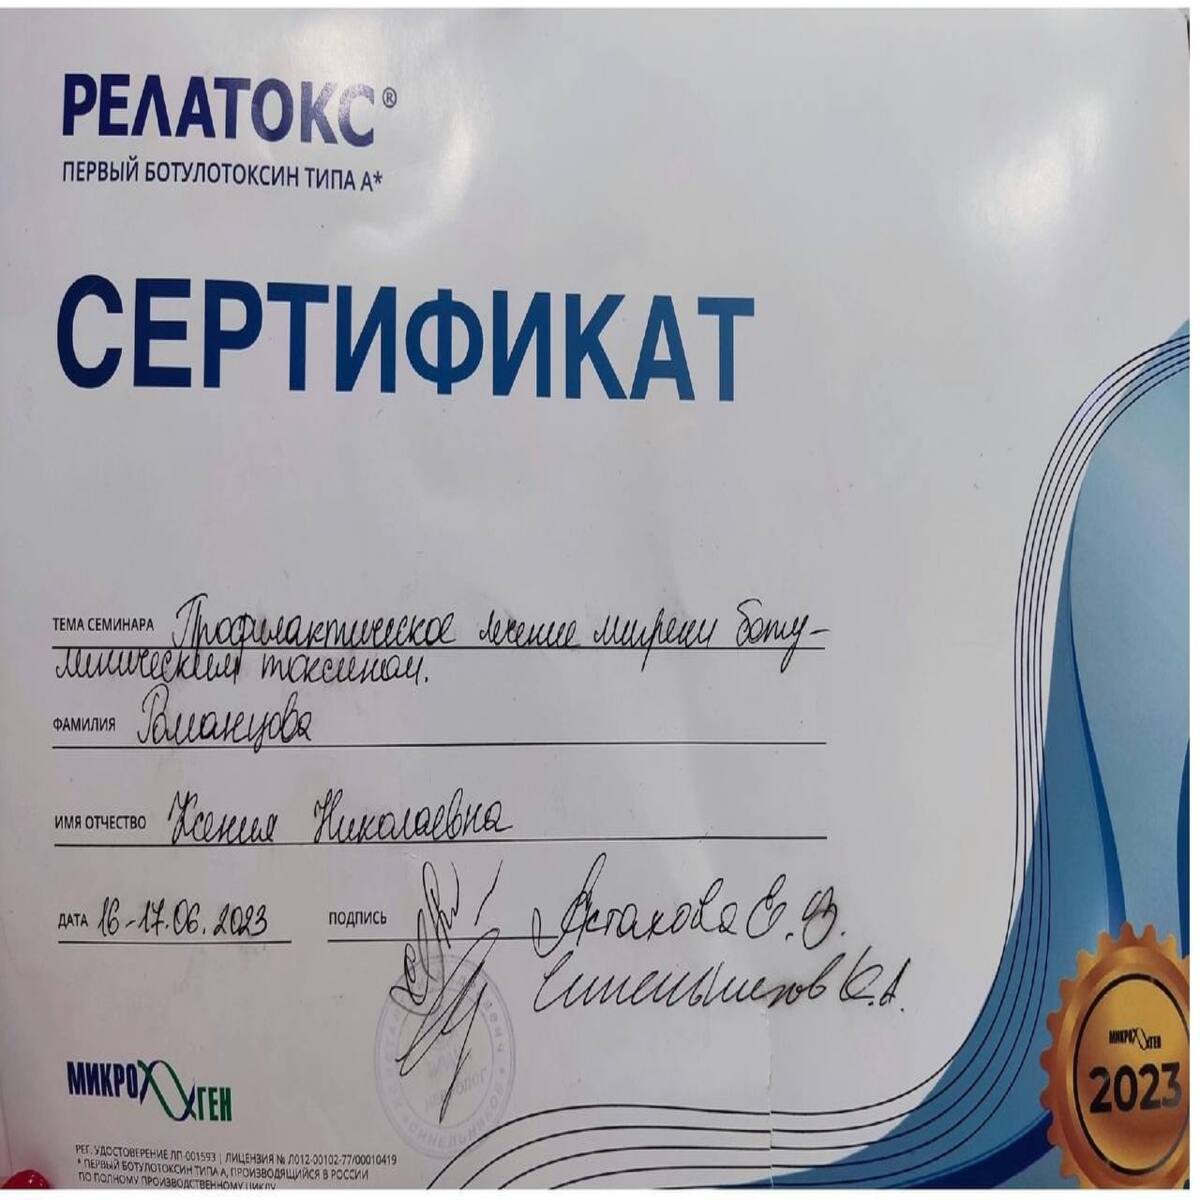 РЕЛАТОКС®
ПЕРВЫЙ БОТУЛОТОКСИН ТИПА А*
СЕРТИФИКАТ
ТЕМА СЕМИНАРА Профилактическое лечение мигрени боту-
линическим токсином.
ФАМИЛИЯ Романцова
ИМЯ ОТЧЕСТВО Ксения Николаевна
ДАТА 16-17.06.2023 ПОДПИСЬ Астахова Е.В.
К.А.
МИКРОГЕН
2023
МИКРОГЕН
РЕГ. УДОСТОВЕРЕНИЕ ЛП-001593 | ЛИЦЕНЗИЯ № Л012-00102-77/00010419
* ПЕРВЫЙ БОТУЛОТОКСИН ТИПА А, ПРОИЗВОДЯЩИЙСЯ В РОССИИ
ПО ПОЛНОМУ ПРОИЗВОДСТВЕННОМУ ЦИКЛУ